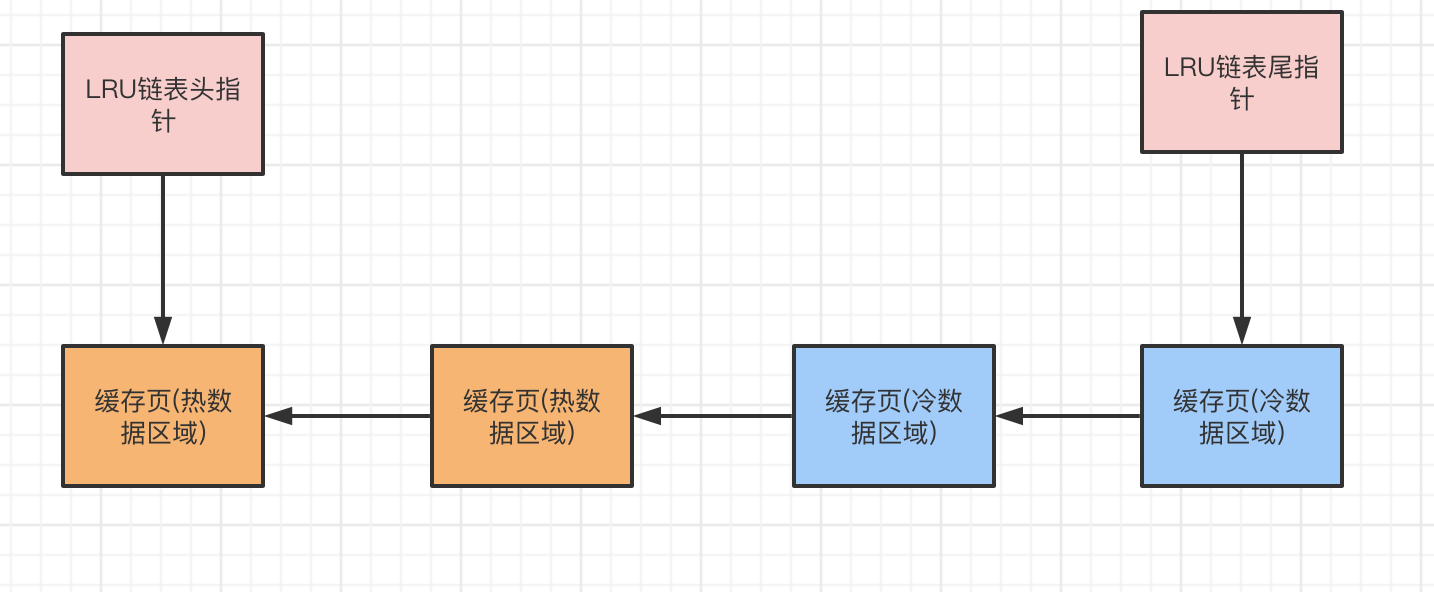 LRU链表头指
针
LRU链表尾指
针
缓存页(热数
据区域)
缓存页(热数
据区域)
缓存页(冷数
据区域)
缓存页(冷数
据区域)